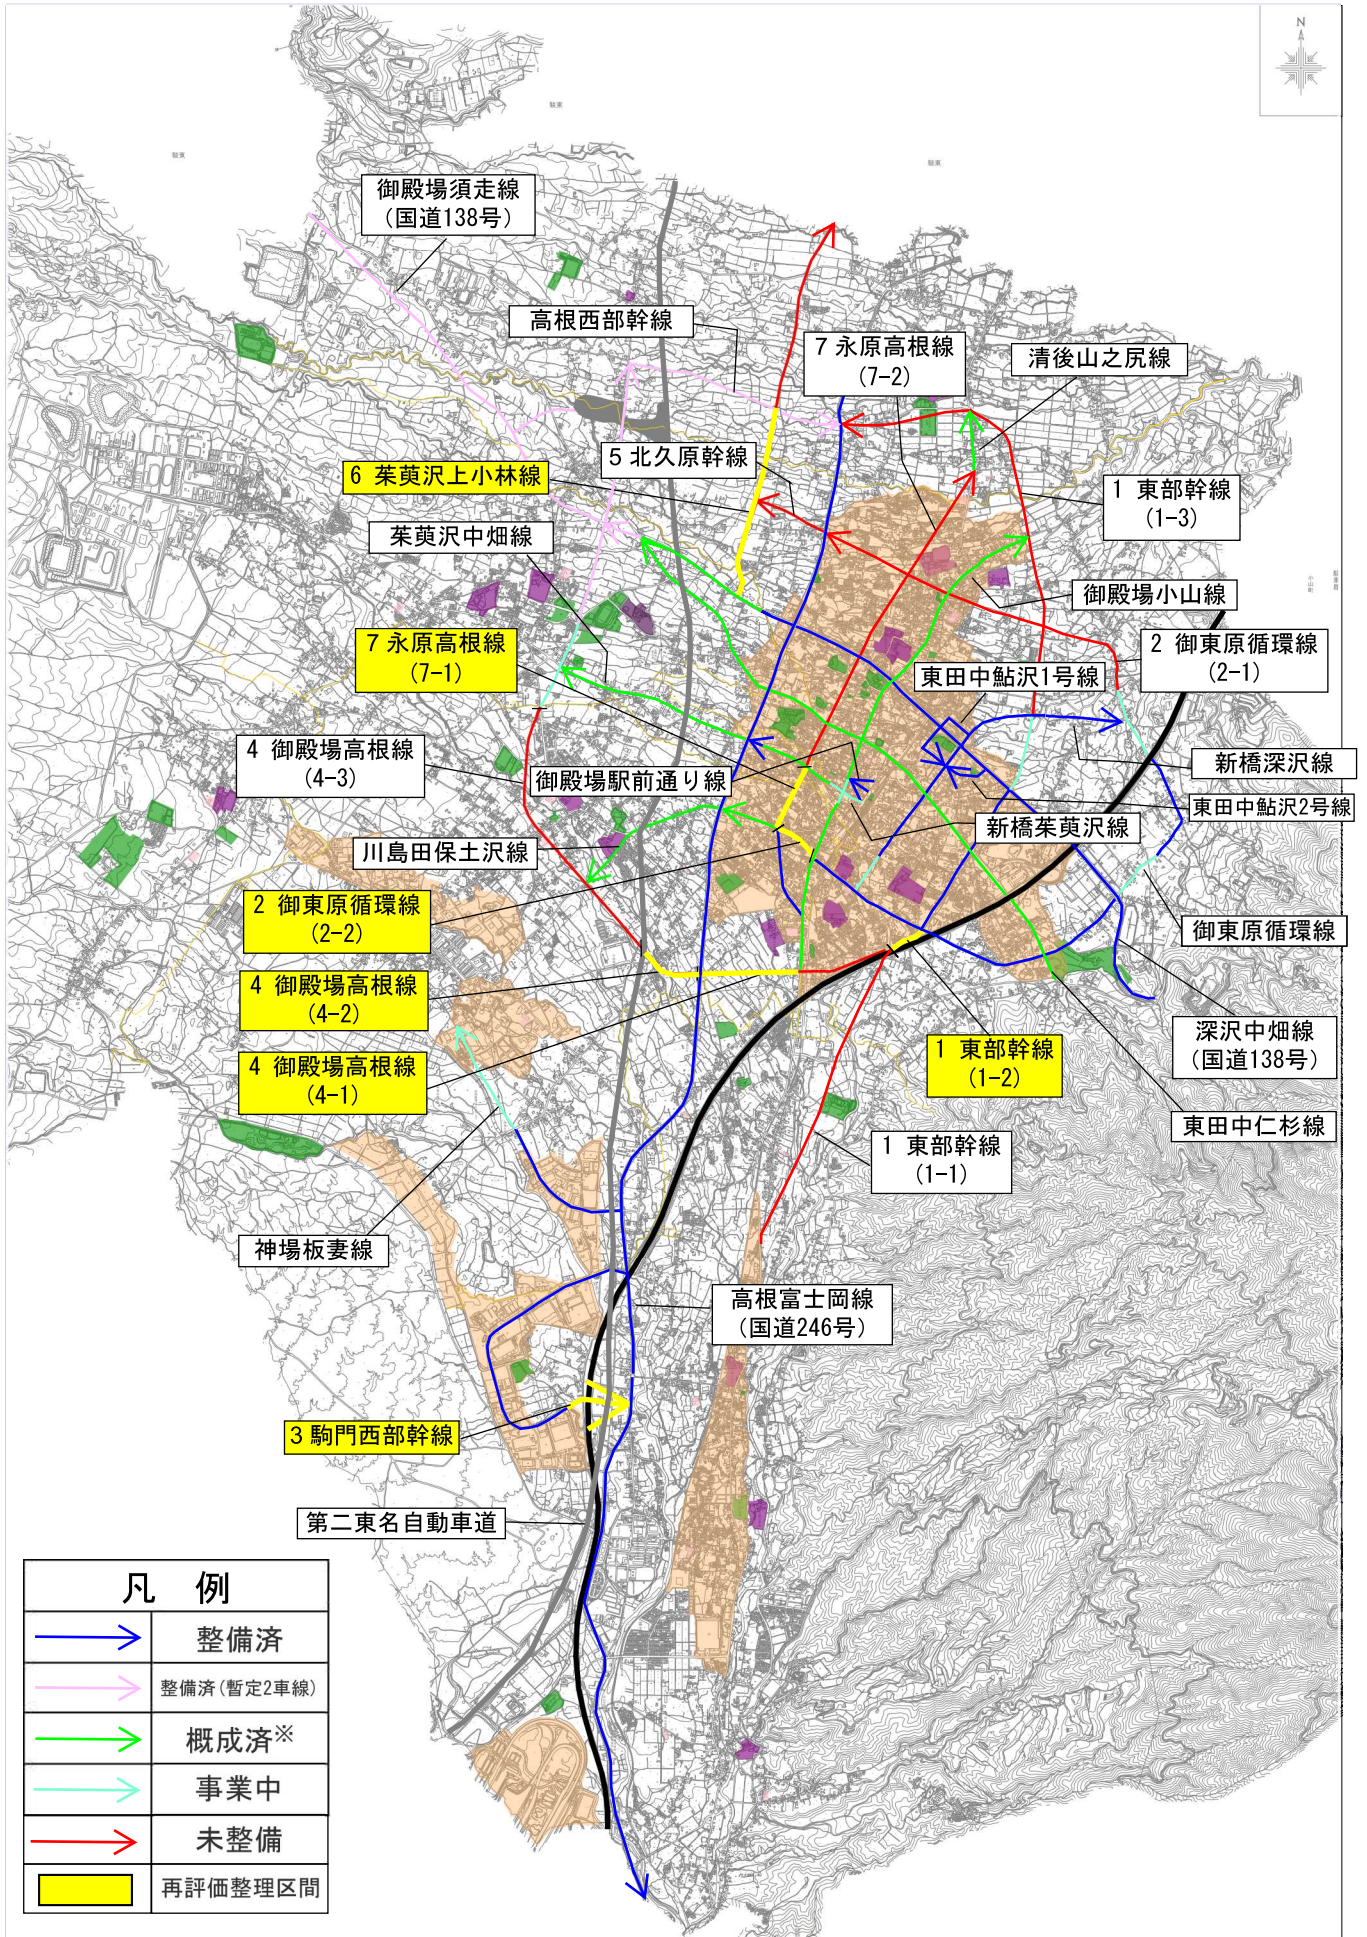 N
駿東
駿東
駿東
御殿場須走線
(国道138号)
高根西部幹線
7 永原高根線
(7-2)
清後山之尻線
6 茱萸沢上小林線
5 北久原幹線
1 東部幹線
(1-3)
茱萸沢中畑線
御殿場小山線
小山町
7 永原高根線
(7-1)
2 御東原循環線
(2-1)
東田中鮎沢1号線
4 御殿場高根線
(4-3)
御殿場駅前通り線
新橋深沢線
東田中鮎沢2号線
新橋茱萸沢線
川島田保土沢線
2 御東原循環線
(2-2)
御東原循環線
4 御殿場高根線
(4-2)
深沢中畑線
(国道138号)
1 東部幹線
(1-2)
4 御殿場高根線
(4-1)
東田中仁杉線
1 東部幹線
(1-1)
神場板妻線
高根富士岡線
(国道246号)
3 駒門西部幹線
第二東名自動車道
凡 例
整備済
整備済(暫定2車線)
概成済※
事業中
未整備
再評価整理区間